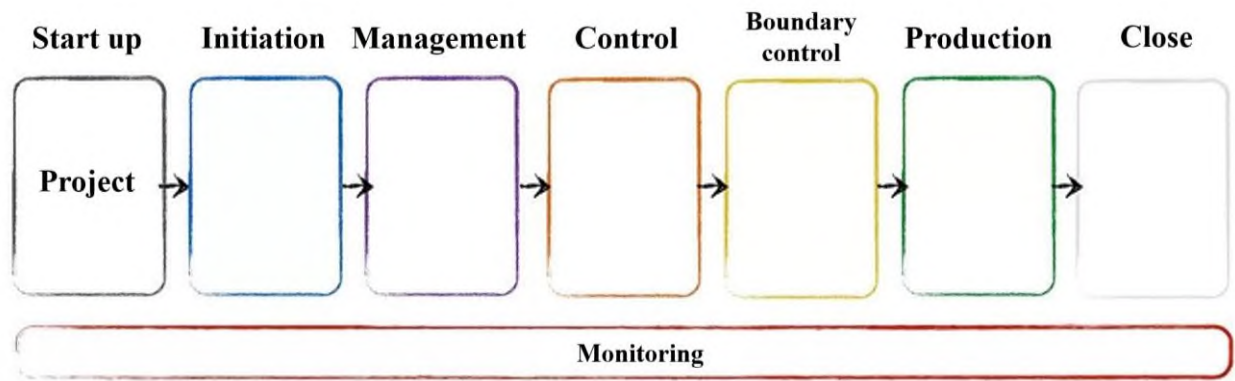 Start up
Initiation
Management
Control
Boundary
control
Production
Close
Project
Monitoring